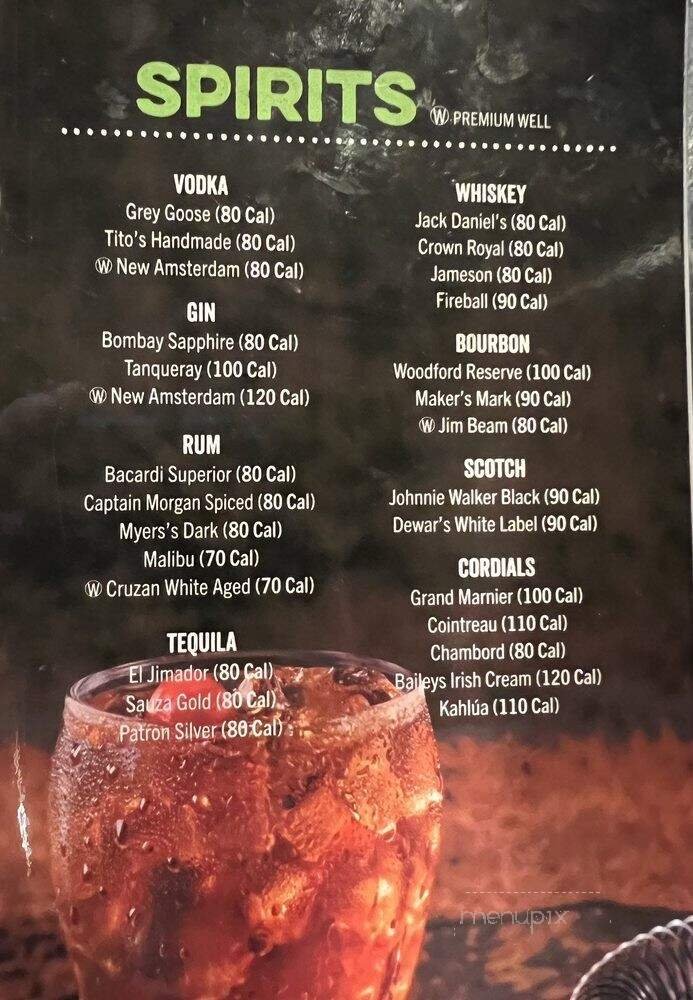 SPIRITS
Ⓦ PREMIUM WELL
VODKA
Grey Goose (80 Cal)
Tito's Handmade (80 Cal)
Ⓦ New Amsterdam (80 Cal)
GIN
Bombay Sapphire (80 Cal)
Tanqueray (100 Cal)
Ⓦ New Amsterdam (120 Cal)
RUM
Bacardi Superior (80 Cal)
Captain Morgan Spiced (80 Cal)
Myers's Dark (80 Cal)
Malibu (70 Cal)
Ⓦ Cruzan White Aged (70 Cal)
TEQUILA
El Jimador (80 Cal)
Sauza Gold (80 Cal)
Patron Silver (80 Cal)
WHISKEY
Jack Daniel's (80 Cal)
Crown Royal (80 Cal)
Jameson (80 Cal)
Fireball (90 Cal)
BOURBON
Woodford Reserve (100 Cal)
Maker's Mark (90 Cal)
Ⓦ Jim Beam (80 Cal)
SCOTCH
Johnnie Walker Black (90 Cal)
Dewar's White Label (90 Cal)
CORDIALS
Grand Marnier (100 Cal)
Cointreau (110 Cal)
Chambord (80 Cal)
Baileys Irish Cream (120 Cal)
Kahlúa (110 Cal)
menupix